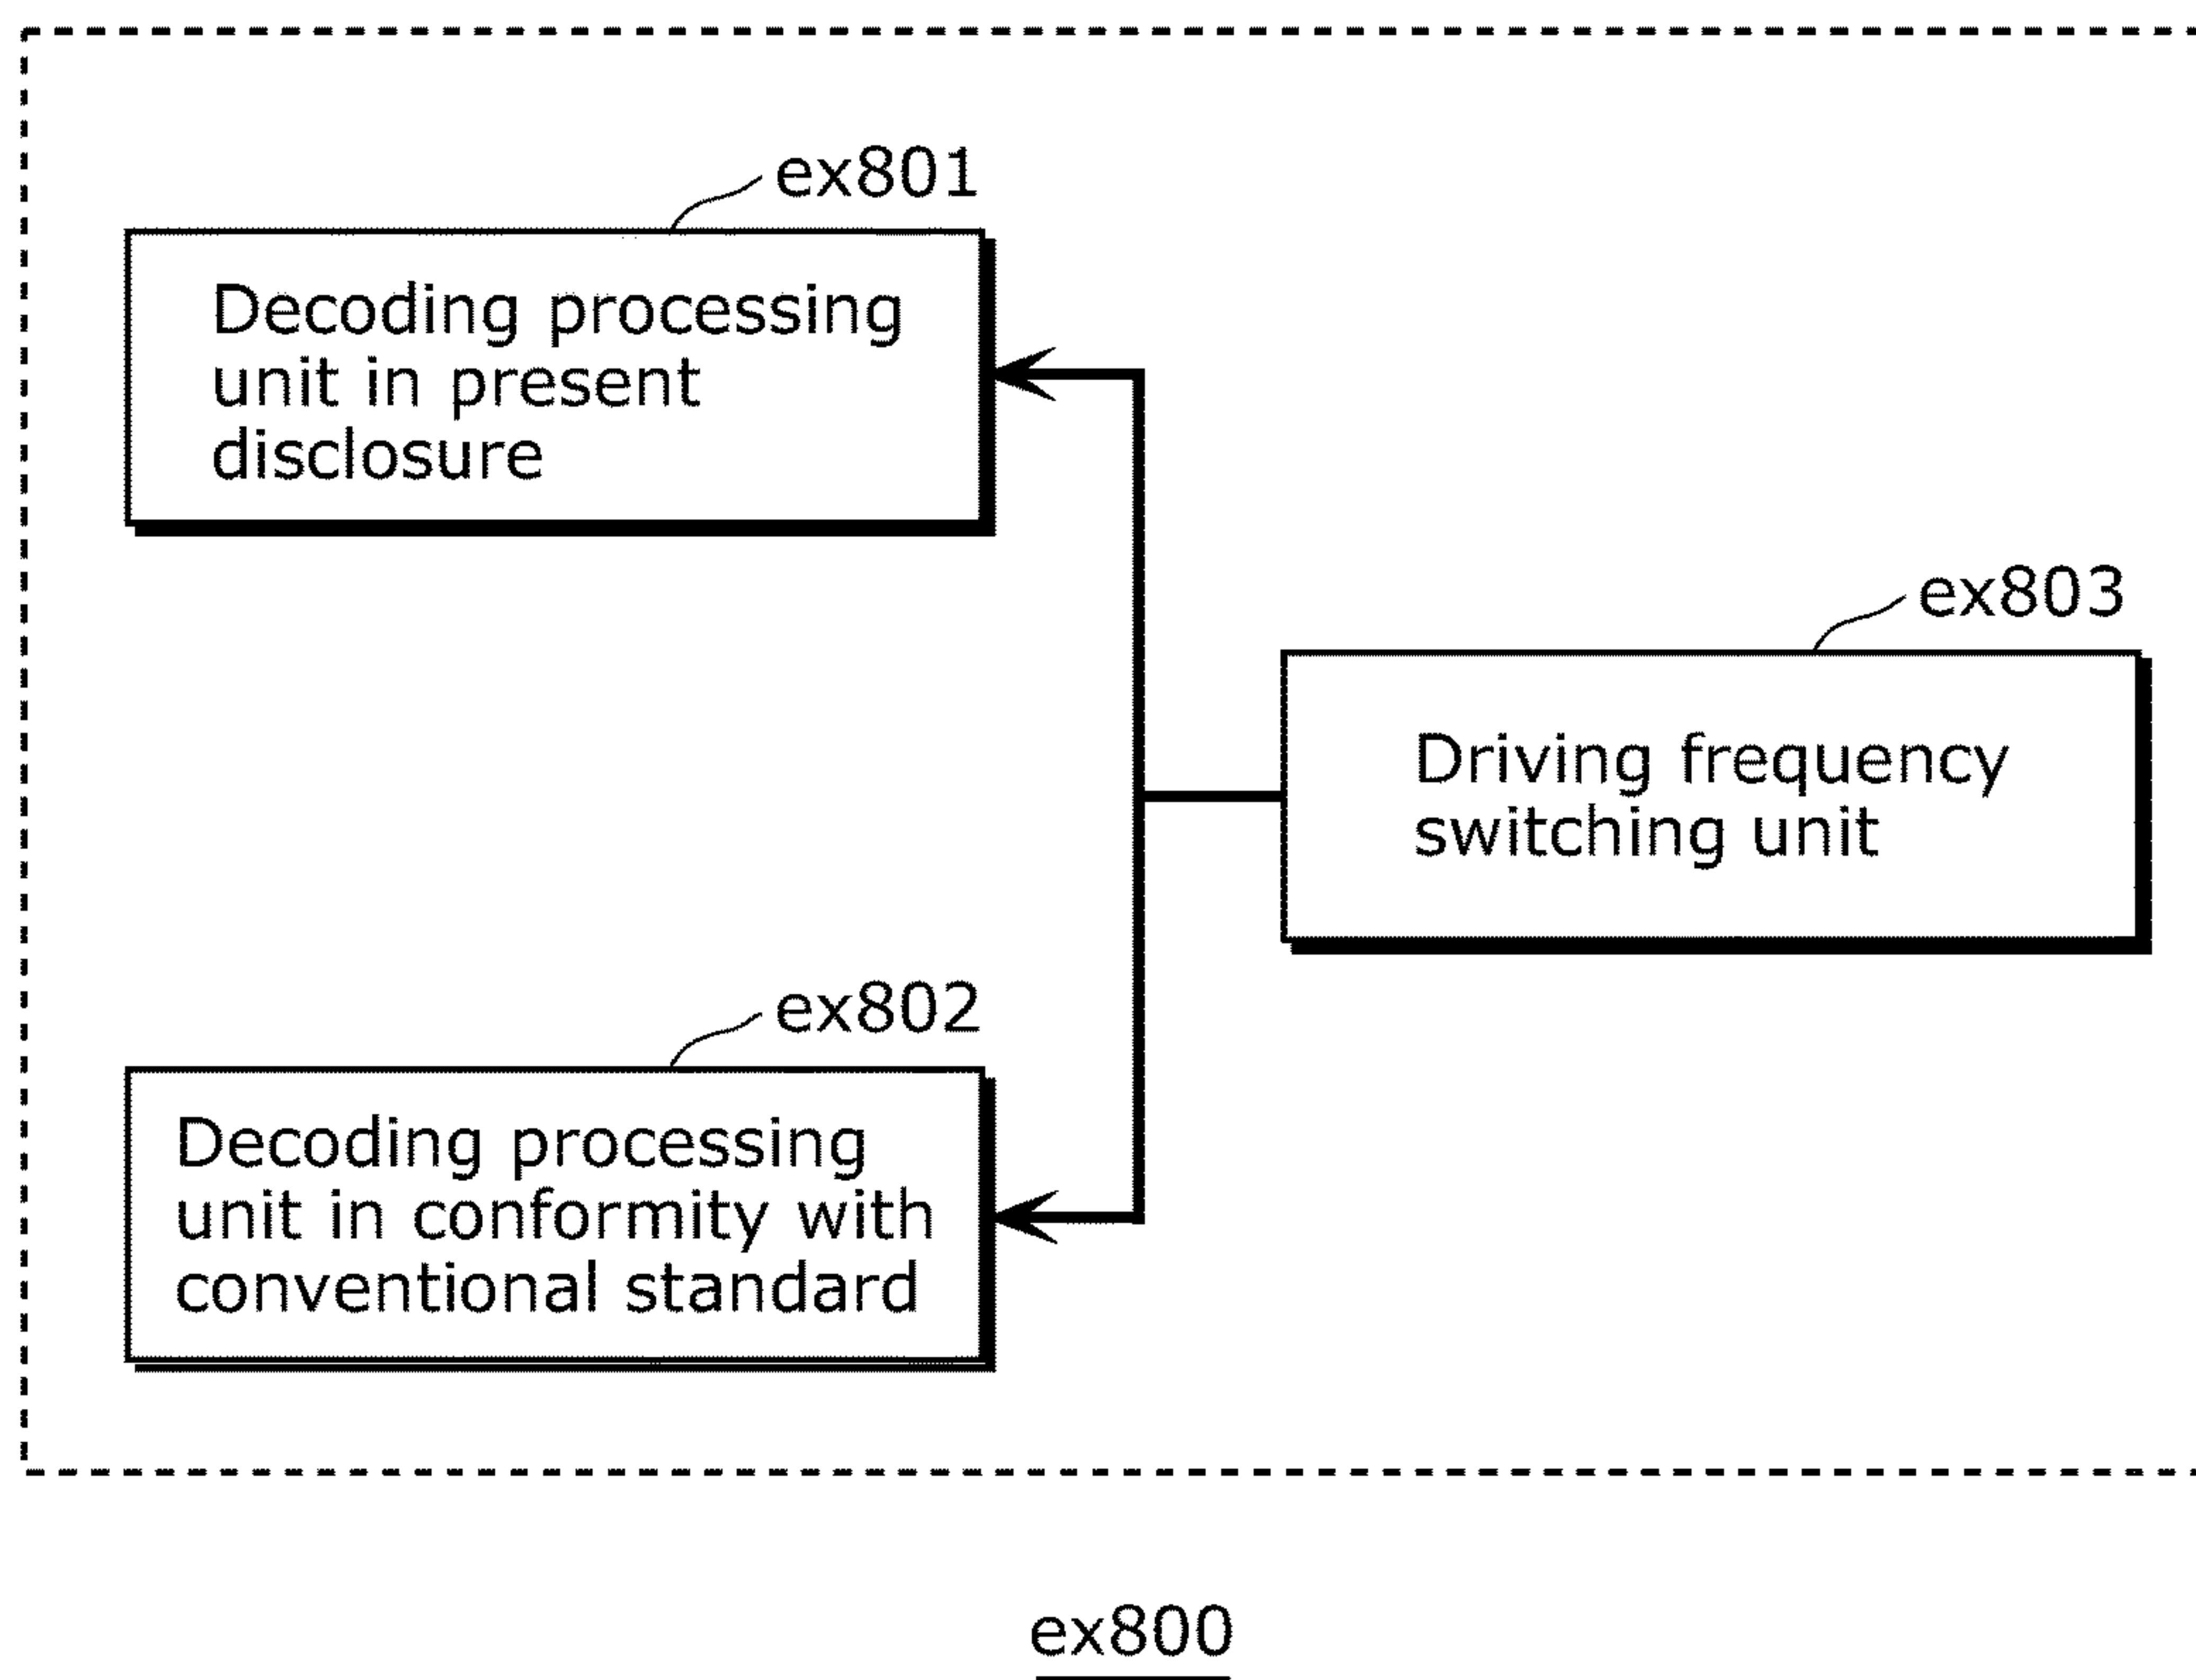 ex801
Decoding processing
unit in present
disclosure
ex803
Driving frequency
switching unit
ex802
Decoding processing
unit in conformity with
conventional standard
ex800